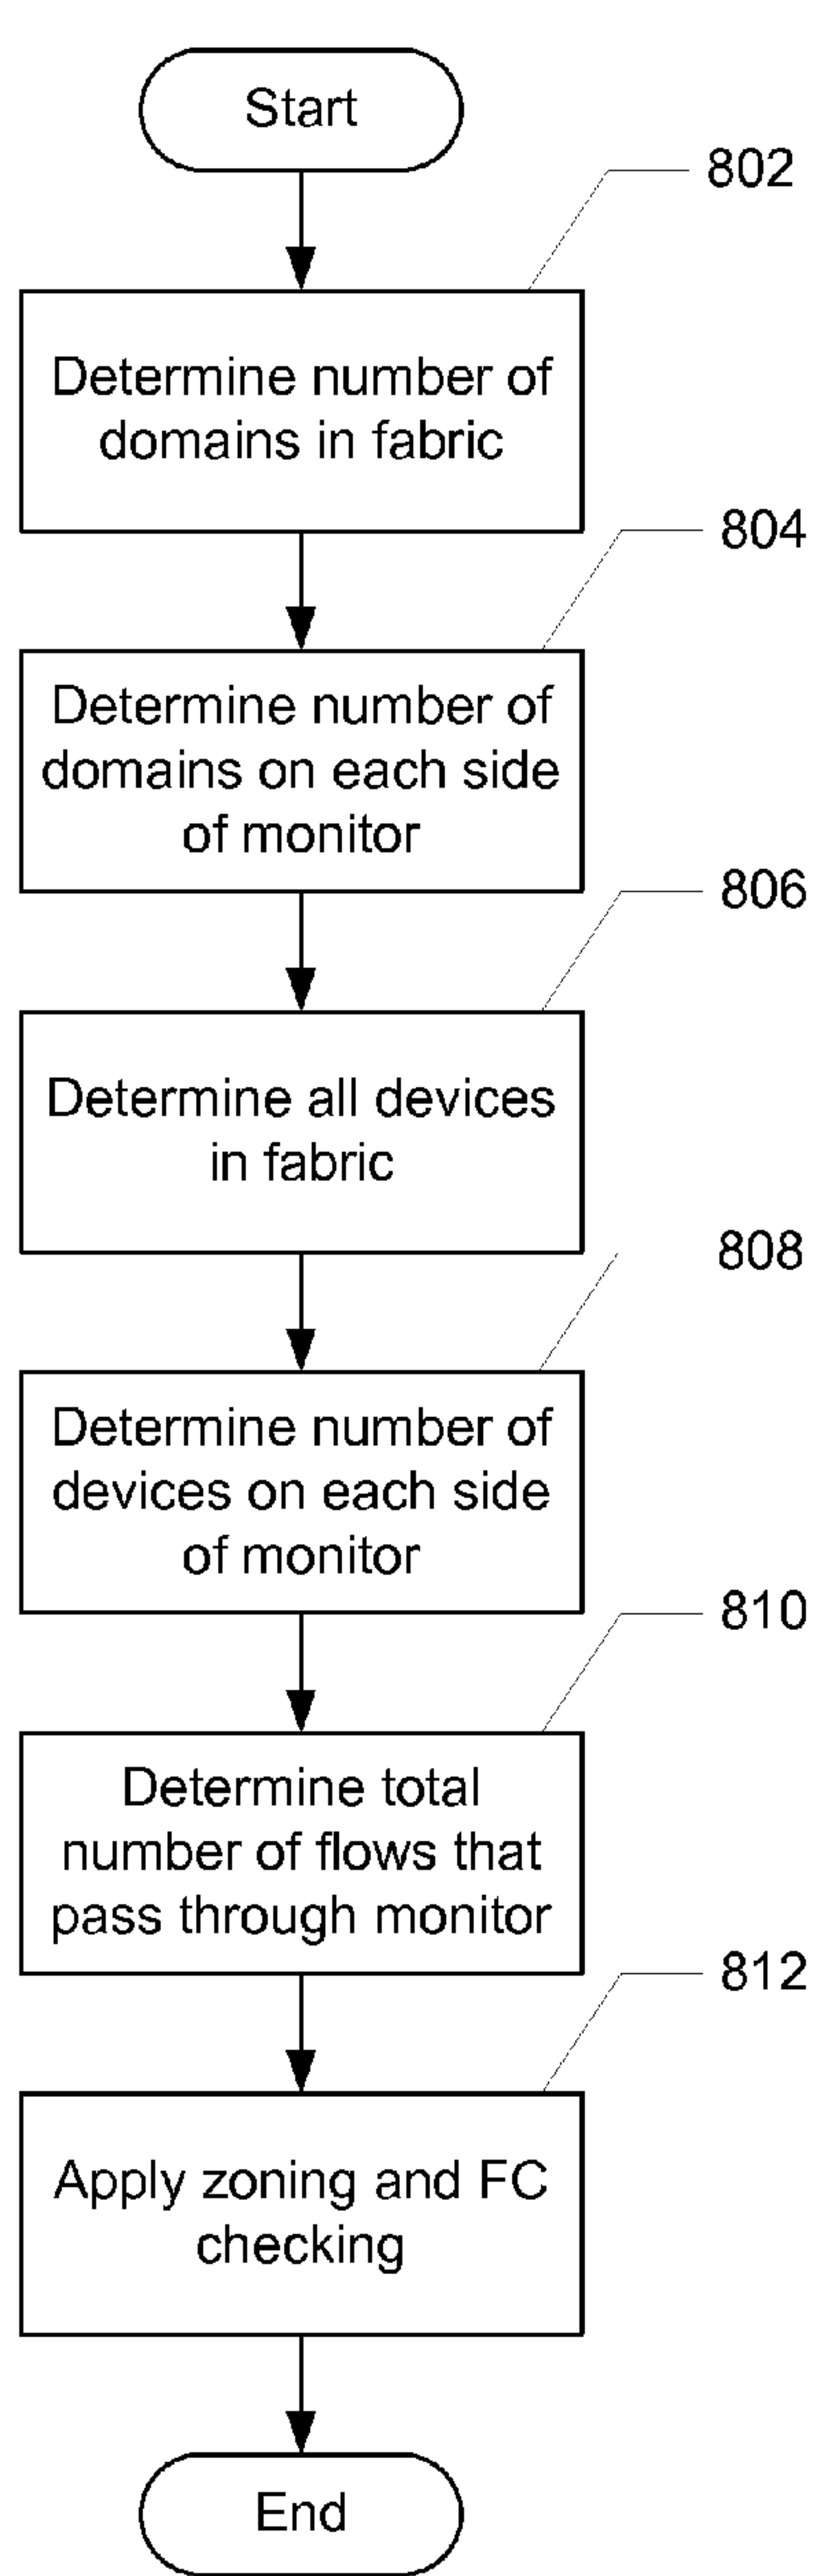 Start
802
Determine number of
domains in fabric
804
Determine number of
domains on each side
of monitor
806
Determine all devices
in fabric
808
Determine number of
devices on each side
of monitor
810
Determine total
number of flows that
pass through monitor
812
Apply zoning and FC
checking
End